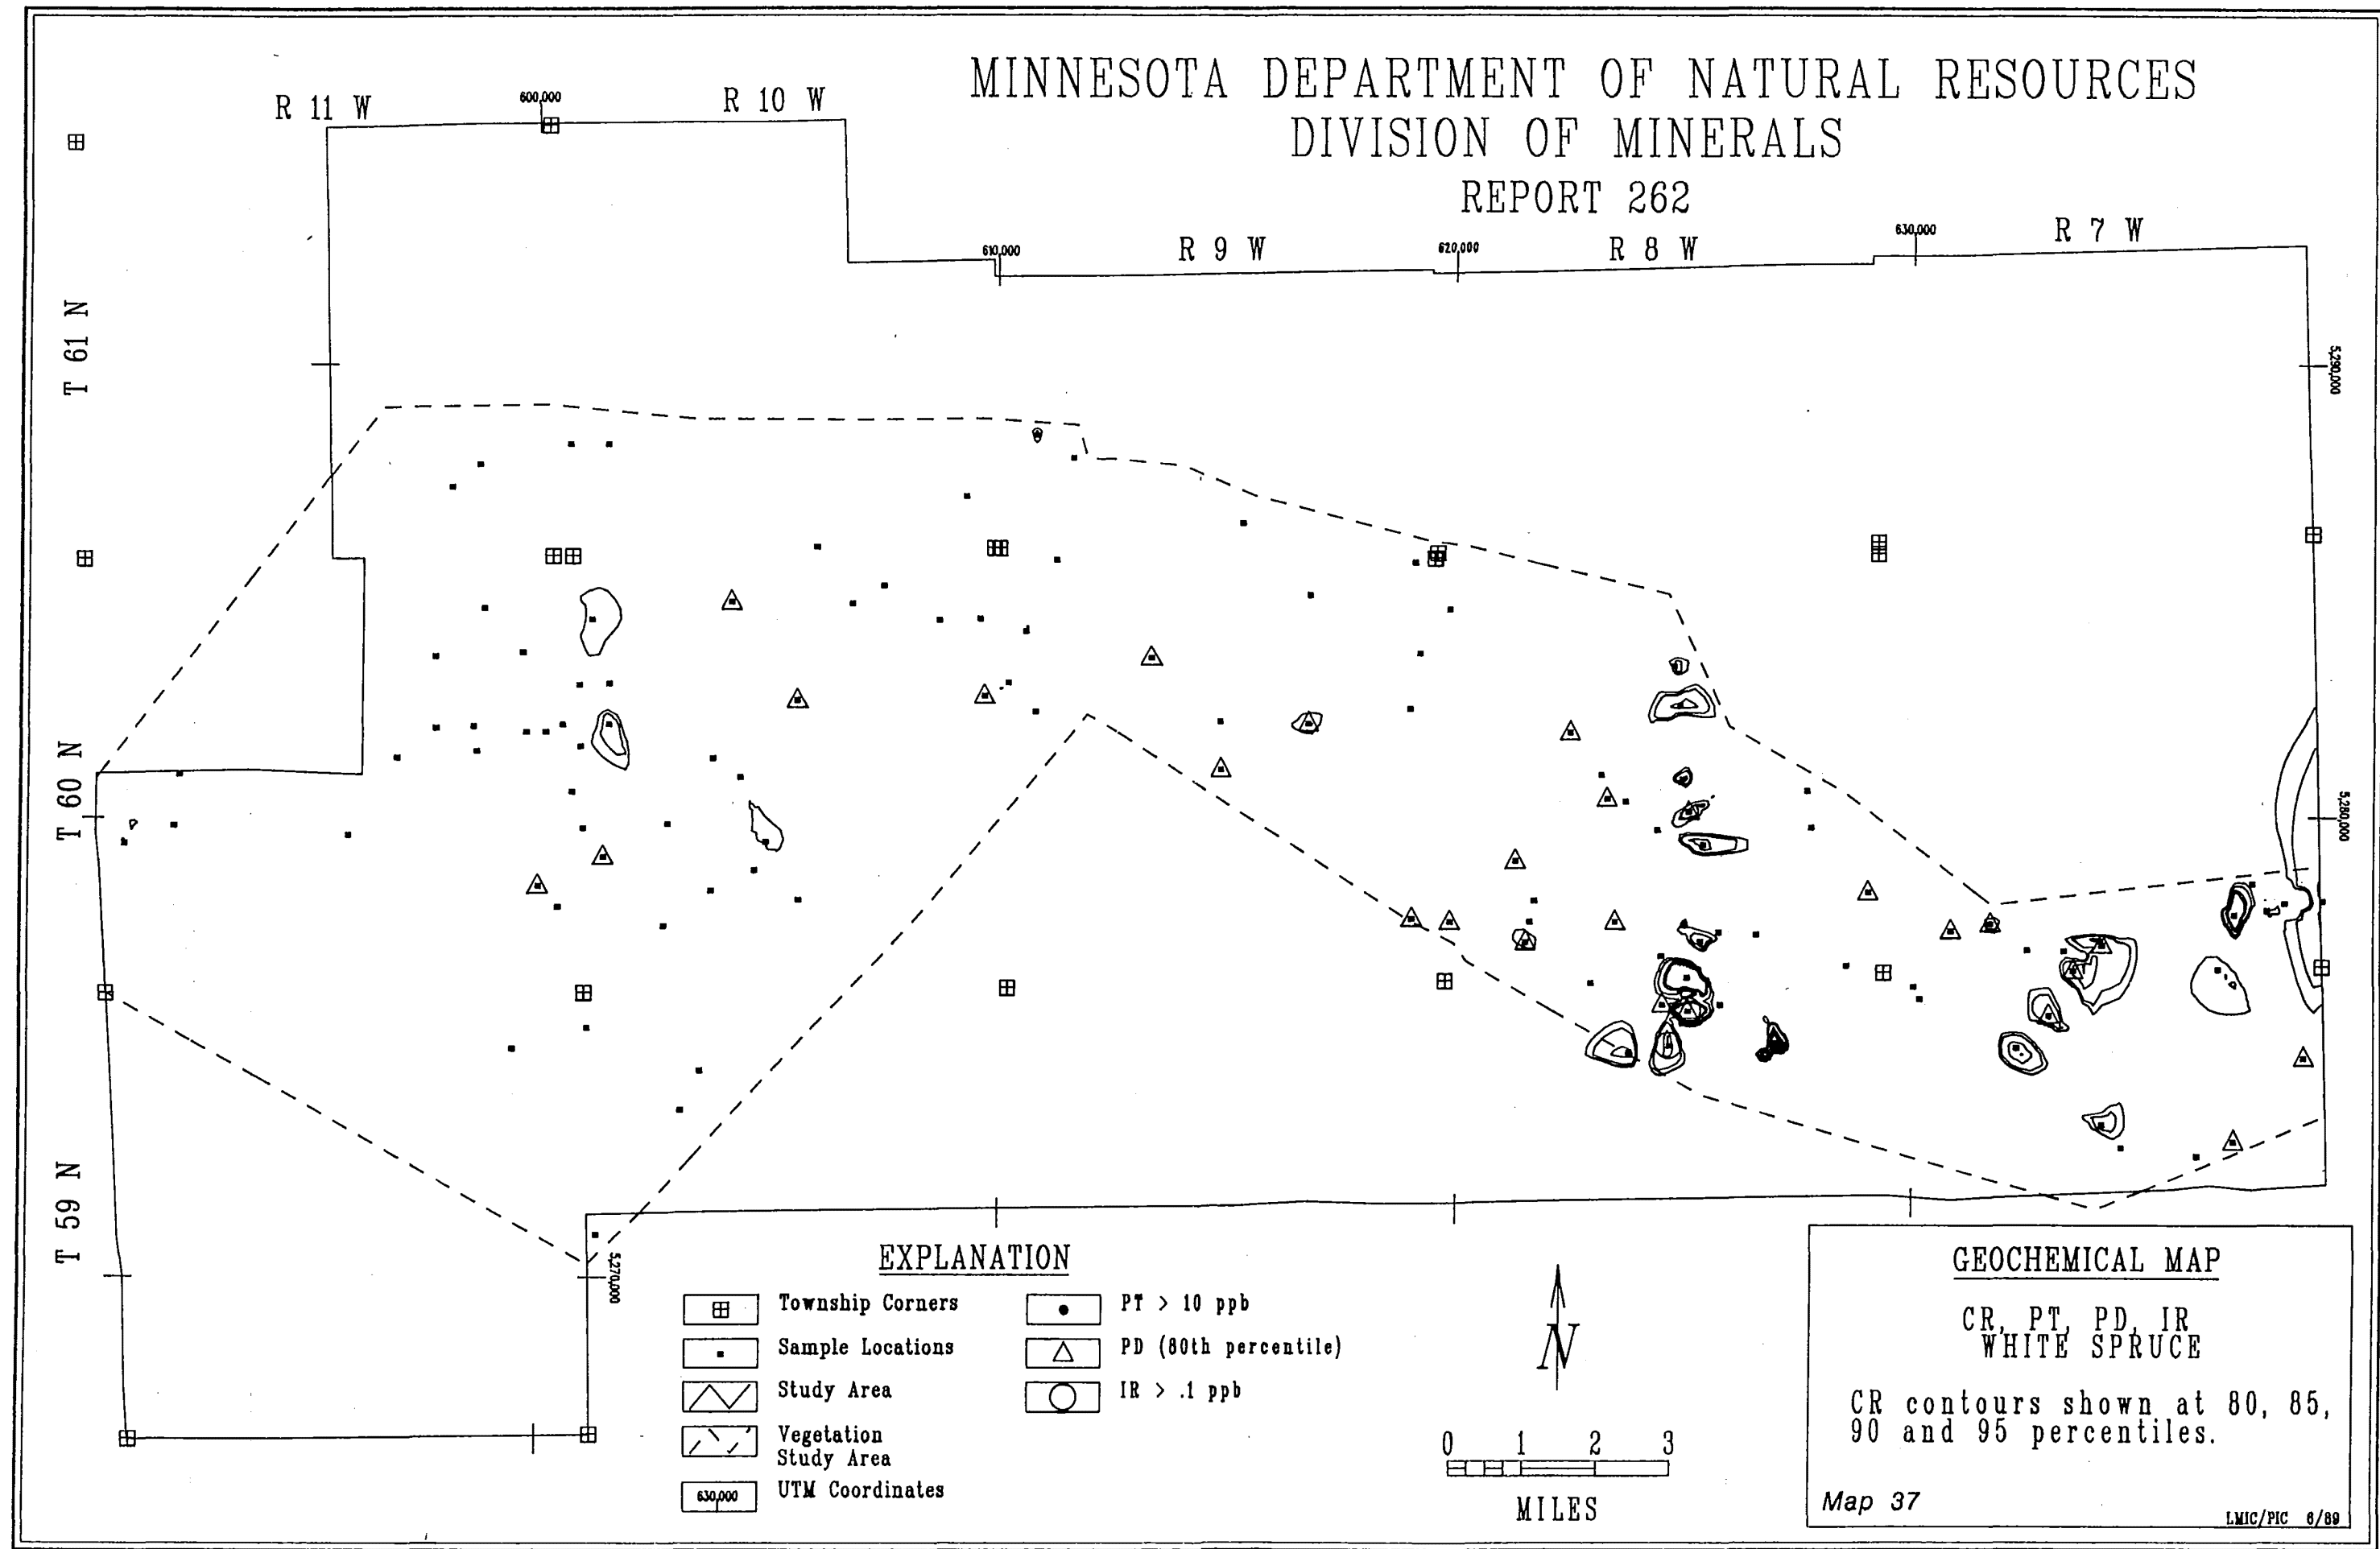 MINNESOTA DEPARTMENT OF NATURAL RESOURCES
DIVISION OF MINERALS
REPORT 262
R 11 W
600,000
R 10 W
610,000
R 9 W
620,000
R 8 W
630,000
R 7 W
T 61 N
5,290,000
T 60 N
5,280,000
T 59 N
5,270,000
EXPLANATION
Township Corners
Sample Locations
Study Area
Vegetation
Study Area
630,000
UTM Coordinates
PT > 10 ppb
PD (80th percentile)
IR > .1 ppb
N
0 1 2 3
MILES
GEOCHEMICAL MAP
CR, PT, PD, IR
WHITE SPRUCE
CR contours shown at 80, 85,
90 and 95 percentiles.
Map 37
LMIC/PIC 6/89